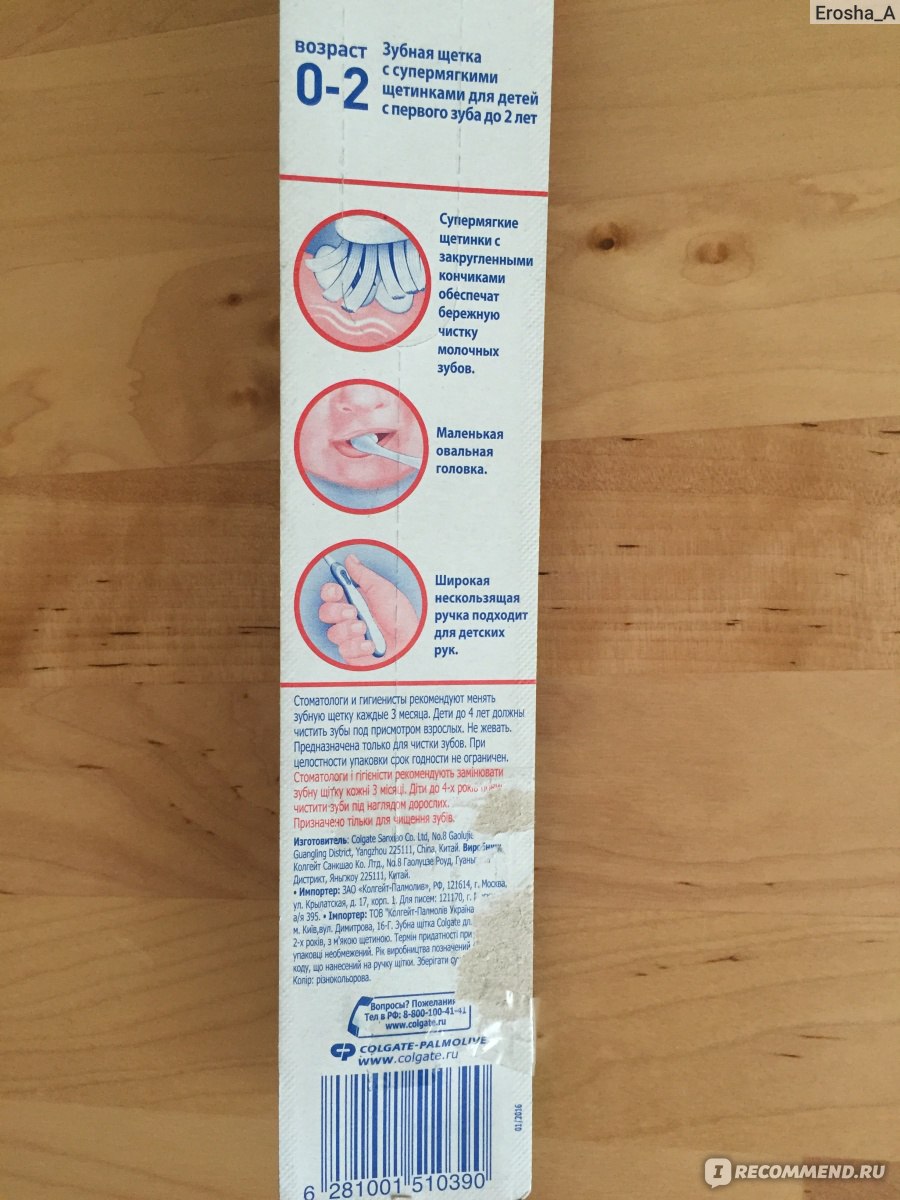 Erosha_A
возраст
0-2
Зубная щетка
с супермягкими
щетинками для детей
с первого зуба до 2 лет
Супермягкие
щетинки с
закругленными
кончиками
обеспечат
бережную
чистку
молочных
зубов.
Маленькая
овальная
головка.
Широкая
нескользящая
ручка подходит
для детских
рук.
Стоматологи и гигиенисты рекомендуют менять
зубную щетку каждые 3 месяца. Дети до 4 лет должны
чистить зубы под присмотром взрослых. Не жевать.
Предназначена только для чистки зубов. При
целостности упаковки срок годности не ограничен.
Стоматологи і гігієністи рекомендують замінювати
зубну щітку кожні 3 місяці. Діти до 4-х років
чистити зуби під наглядом дорослих.
Призначено тільки для чищення зубів.
Изготовитель: Colgate Sanxiao Co. Ltd, No.8 Gaolujie
Guangling District, Yangzhou 225111, China, Китай.
Колгейт Санкшао Ко. Лтд., No.8 Гаолуцзе Роуд,
Дистрикт, Яньгжоу 225111, Китай.
• Импортер: ЗАО «Колгейт-Палмолив», РФ, 121614, г. Москва,
ул. Крылатская, д. 17, корп. 1. Для писем: 121170, г.
а/я 395. • Імпортер: ТОВ "Колгейт-Палмолів Україна
м. Київ,вул. Димитрова, 16-Г. Зубна щітка Colgate
2-х років, з м'якою щетиною. Термін придатності при
упаковці необмежений. Рік виробництва позначений
коду, що нанесений на ручку щітки. Зберігати
Колір: різнокольорова.
Вопросы? Пожелания
Тел в РФ: 8-800-100-41-41
www.colgate.ru
CP COLGATE-PALMOLIVE
www.colgate.ru
01/2016
6 281001 510390
I RECOMMEND.RU